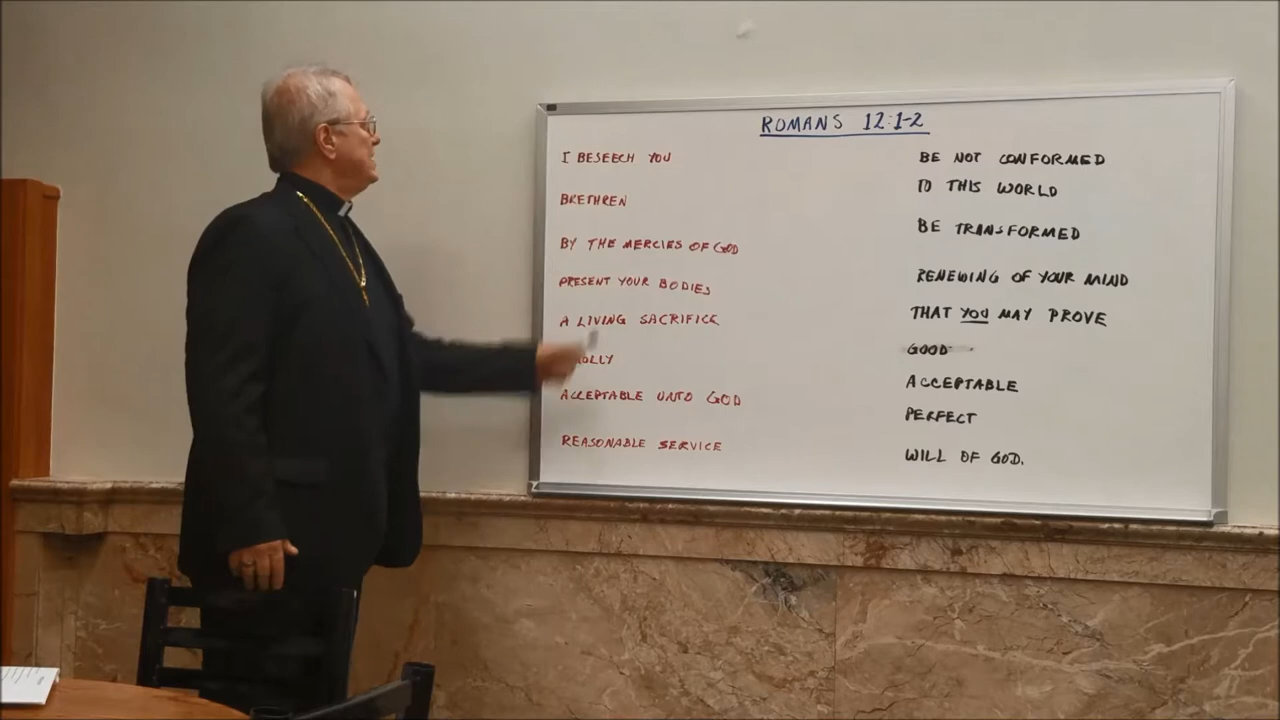 ROMANS 12:1-2
I BESEECH YOU
BRETHREN
BY THE MERCIES OF GOD
PRESENT YOUR BODIES
A LIVING SACRIFICE
ACCEPTABLE UNTO GOD
REASONABLE SERVICE
BE NOT CONFORMED
TO THIS WORLD
BE TRANSFORMED
RENEWING OF YOUR MIND
THAT YOU MAY PROVE
GOOD
ACCEPTABLE
PERFECT
WILL OF GOD.